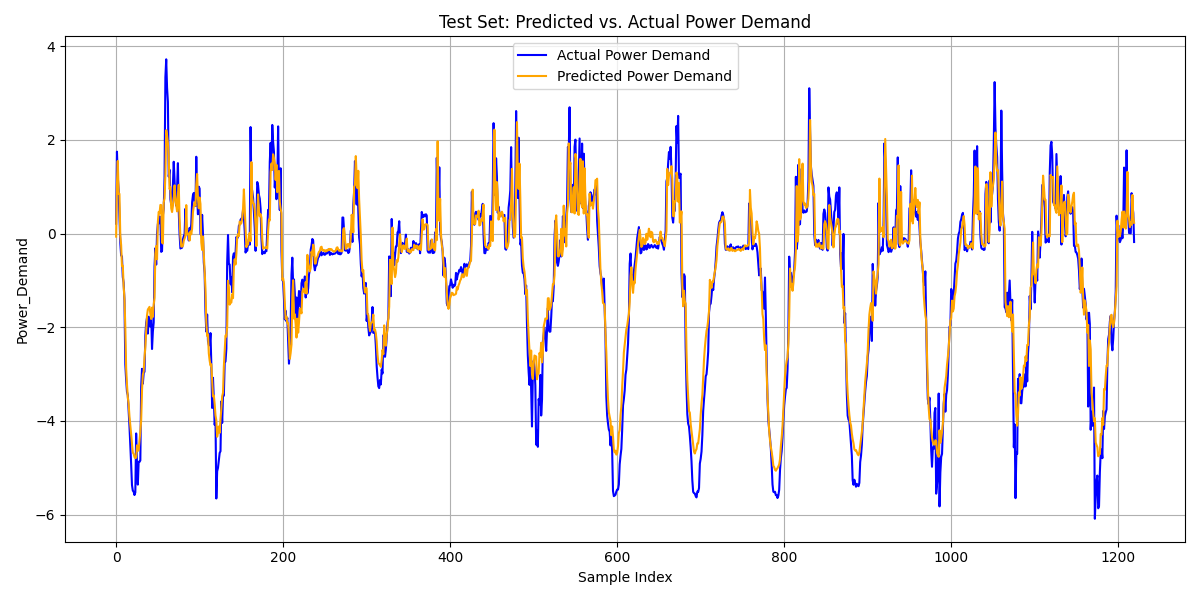 Test Set: Predicted vs. Actual Power Demand
Actual Power Demand
Predicted Power Demand
Power_Demand
4
2
0
−2
−4
−6
0 200 400 600 800 1000 1200
Sample Index